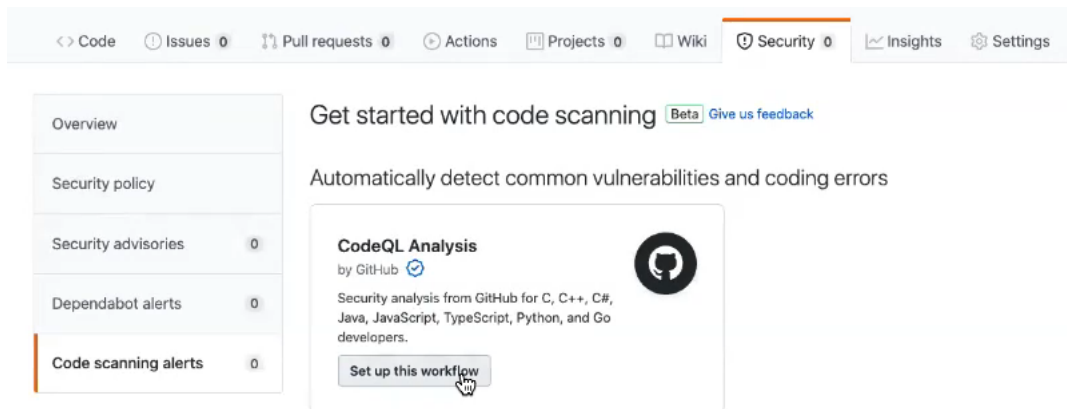 Code Issues 0 Pull requests 0 Actions Projects 0 Wiki Security 0 Insights Settings
Overview
Security policy
Security advisories 0
Dependabot alerts 0
Code scanning alerts 0
Get started with code scanning Beta Give us feedback
Automatically detect common vulnerabilities and coding errors
CodeQL Analysis
by GitHub
Security analysis from GitHub for C, C++, C#,
Java, JavaScript, TypeScript, Python, and Go
developers.
Set up this workflow